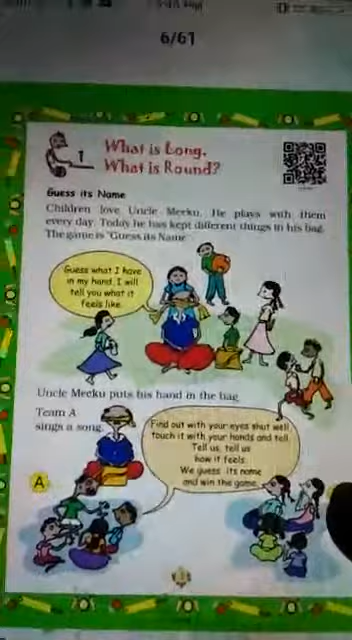 6/61
1
What is Long,
What is Round?
Guess its Name
Children love Uncle Meeku. He plays with them
every day. Today he has kept different things in his bag.
The game is "Guess its Name".
Guess what I have
in my hand. I will
tell you what it
feels like.
Uncle Meeku puts his hand in the bag.
Team A
sings a song.
Find out with your eyes shut well,
touch it with your hands and tell.
Tell us, tell us
how it feels.
We guess its name
and win the game.
A